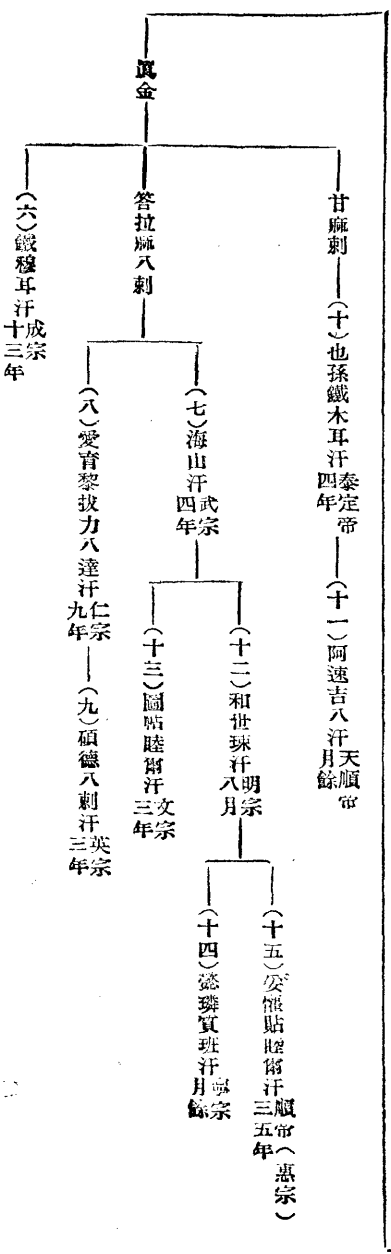 眞金
甘麻剌
(十)也孫鐵木耳汗 泰定帝 四年
(十一)阿速吉八汗 天順帝 月餘
答拉麻八剌
(七)海山汗 武宗 四年
(十二)和世㻋汗 明宗 八月
(十五)妥懽貼睦爾汗 順帝(惠宗) 三五年
(十四)懿璘質班汗 寧宗 月餘
(十三)圖帖睦爾汗 文宗 三年
(八)愛育黎拔力八達汗 仁宗 九年
(九)碩德八剌汗 英宗 三年
(六)鐵穆耳汗 成宗 十三年